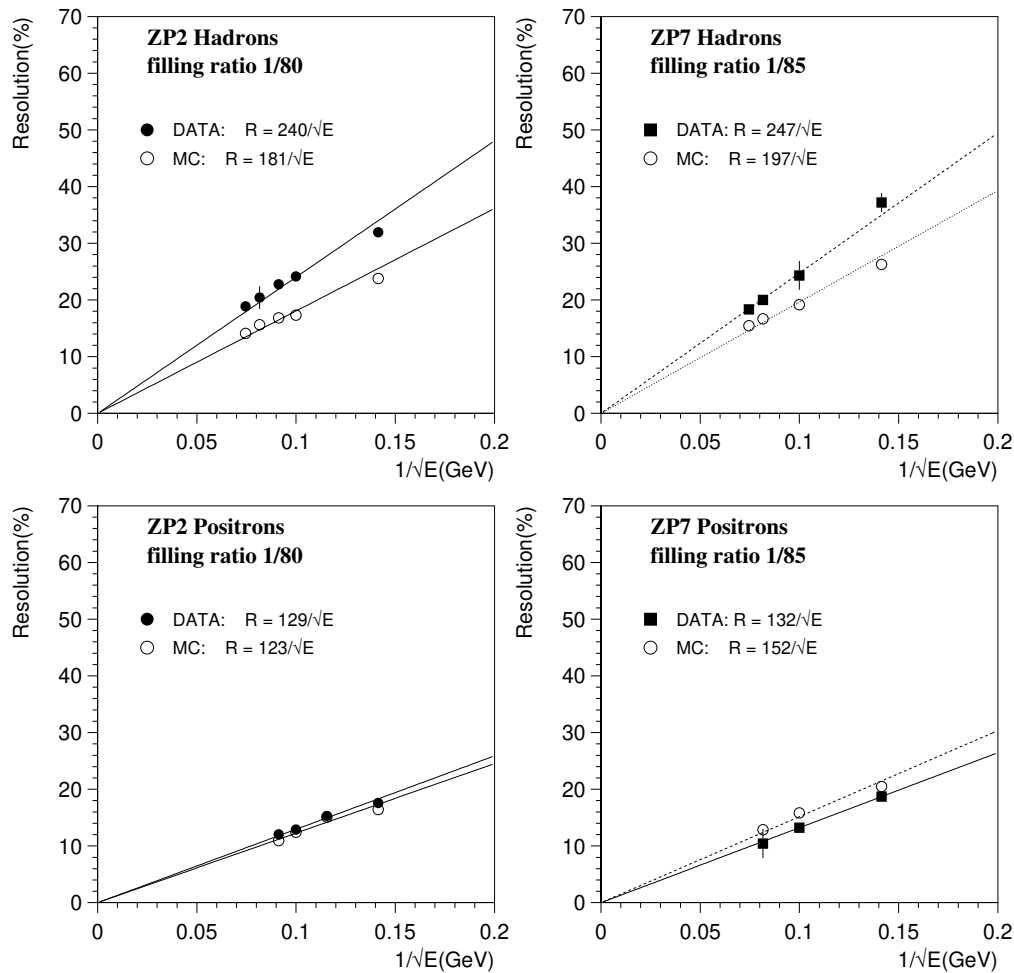 Resolution(%)
70
60
50
40
30
20
10
0
ZP2 Hadrons
filling ratio 1/80
DATA: R = 240/√E
MC: R = 181/√E
0 0.05 0.1 0.15 0.2
1/√E(GeV)
Resolution(%)
70
60
50
40
30
20
10
0
ZP7 Hadrons
filling ratio 1/85
DATA: R = 247/√E
MC: R = 197/√E
0 0.05 0.1 0.15 0.2
1/√E(GeV)
Resolution(%)
70
60
50
40
30
20
10
0
ZP2 Positrons
filling ratio 1/80
DATA: R = 129/√E
MC: R = 123/√E
0 0.05 0.1 0.15 0.2
1/√E(GeV)
Resolution(%)
70
60
50
40
30
20
10
0
ZP7 Positrons
filling ratio 1/85
DATA: R = 132/√E
MC: R = 152/√E
0 0.05 0.1 0.15 0.2
1/√E(GeV)